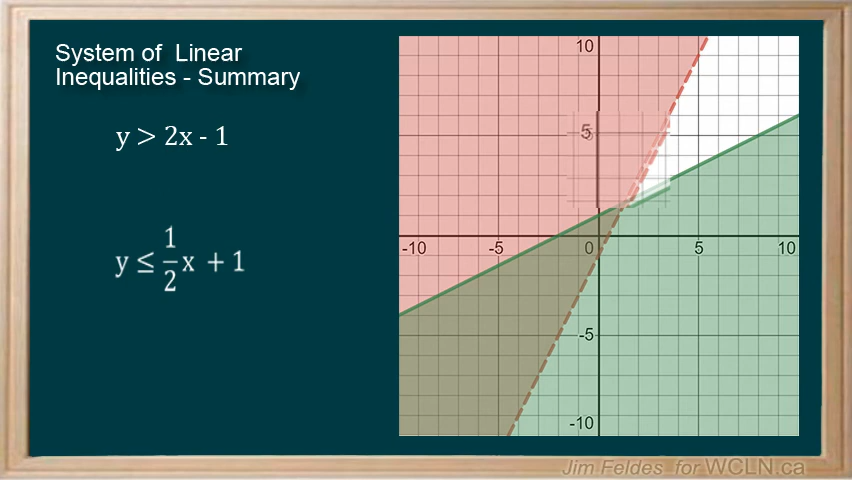 System of Linear
Inequalities - Summary
y > 2x - 1
y ≤ 1/2 x + 1
10
5
-10 -5 0 5 10
-5
-10
Jim Feldes for WCLN.ca